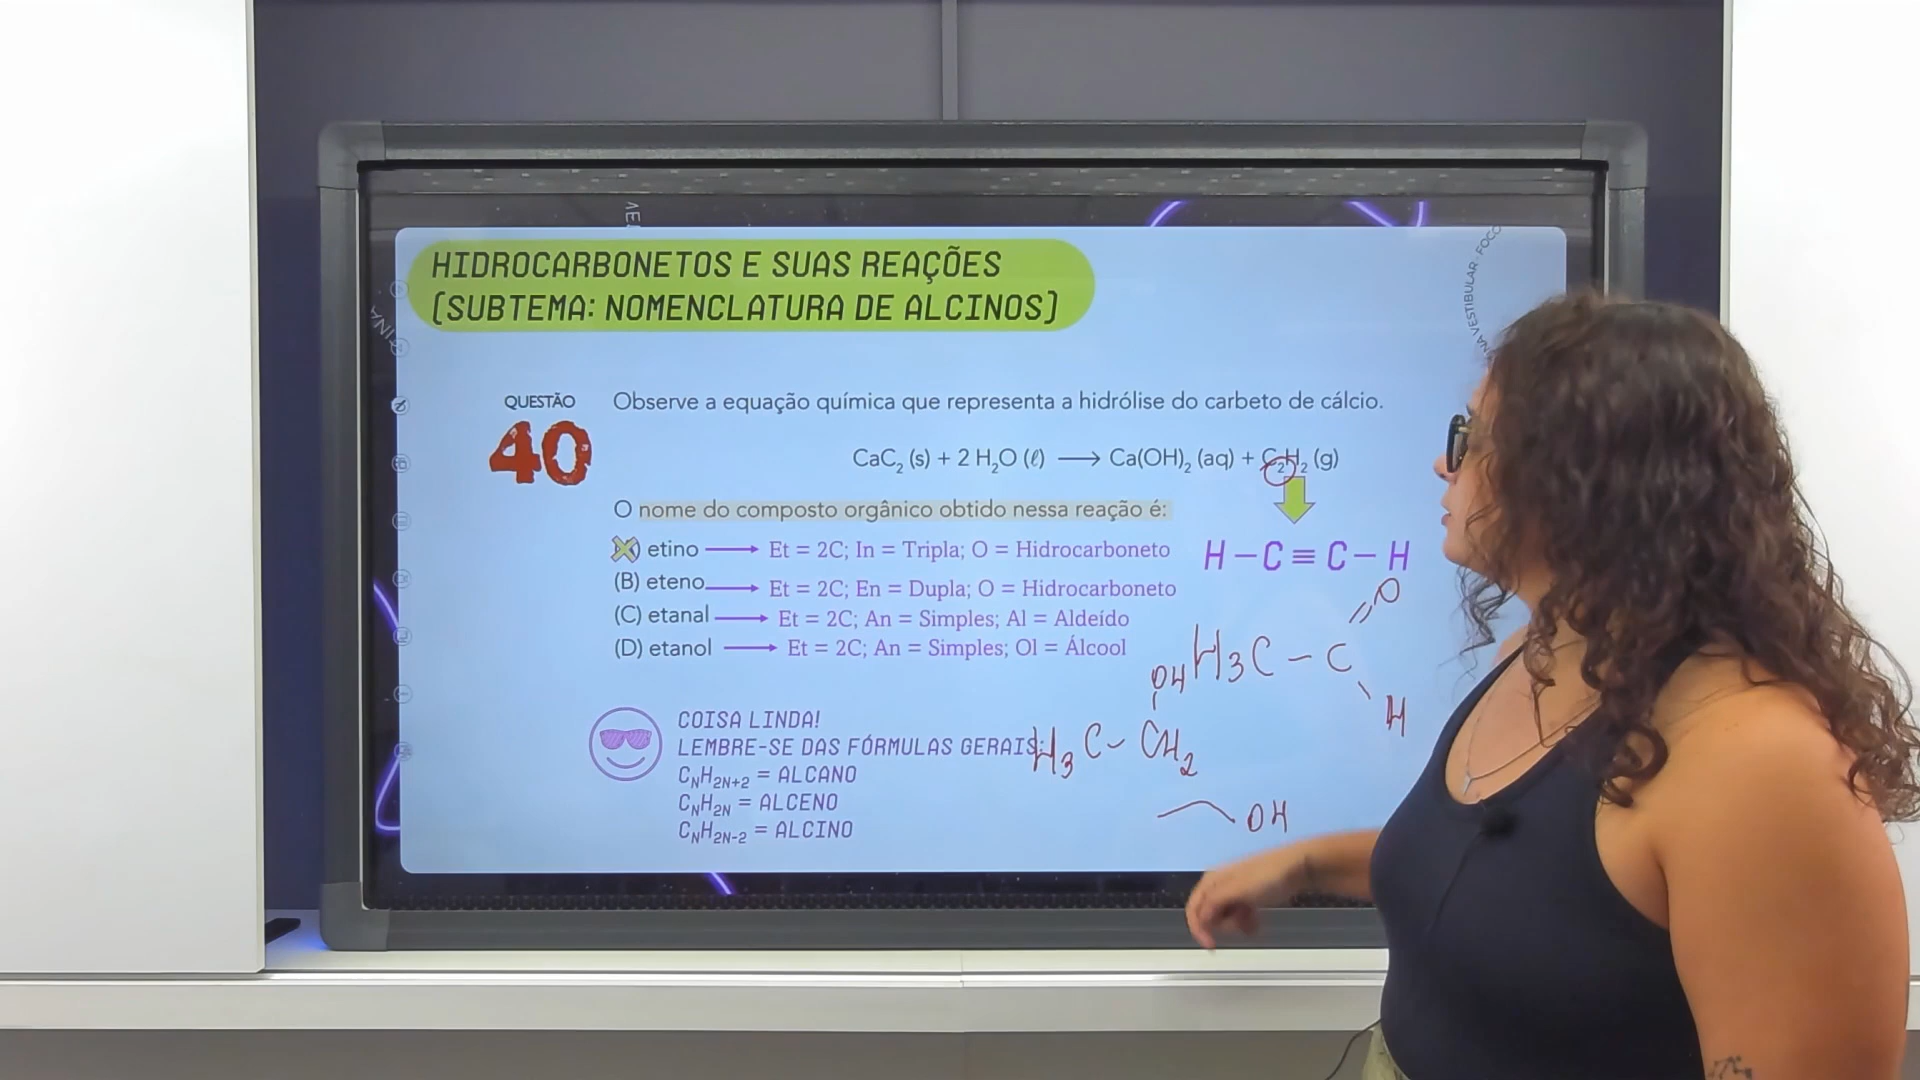 HIDROCARBONETOS E SUAS REAÇÕES
(SUBTEMA: NOMENCLATURA DE ALCINOS)
NA VESTIBULAR · FOCO
QUESTÃO
40
Observe a equação química que representa a hidrólise do carbeto de cálcio.
CaC₂ (s) + 2 H₂O (ℓ) ⟶ Ca(OH)₂ (aq) + C₂H₂ (g)
O nome do composto orgânico obtido nessa reação é:
etino → Et = 2C; In = Tripla; O = Hidrocarboneto
H – C ≡ C – H
(B) eteno → Et = 2C; En = Dupla; O = Hidrocarboneto
(C) etanal → Et = 2C; An = Simples; Al = Aldeído
(D) etanol → Et = 2C; An = Simples; Ol = Álcool
O
H₃C – C
H
OH
H₃C – CH₂
OH
COISA LINDA!
LEMBRE-SE DAS FÓRMULAS GERAIS:
CₙH₂ₙ₊₂ = ALCANO
CₙH₂ₙ = ALCENO
CₙH₂ₙ₋₂ = ALCINO